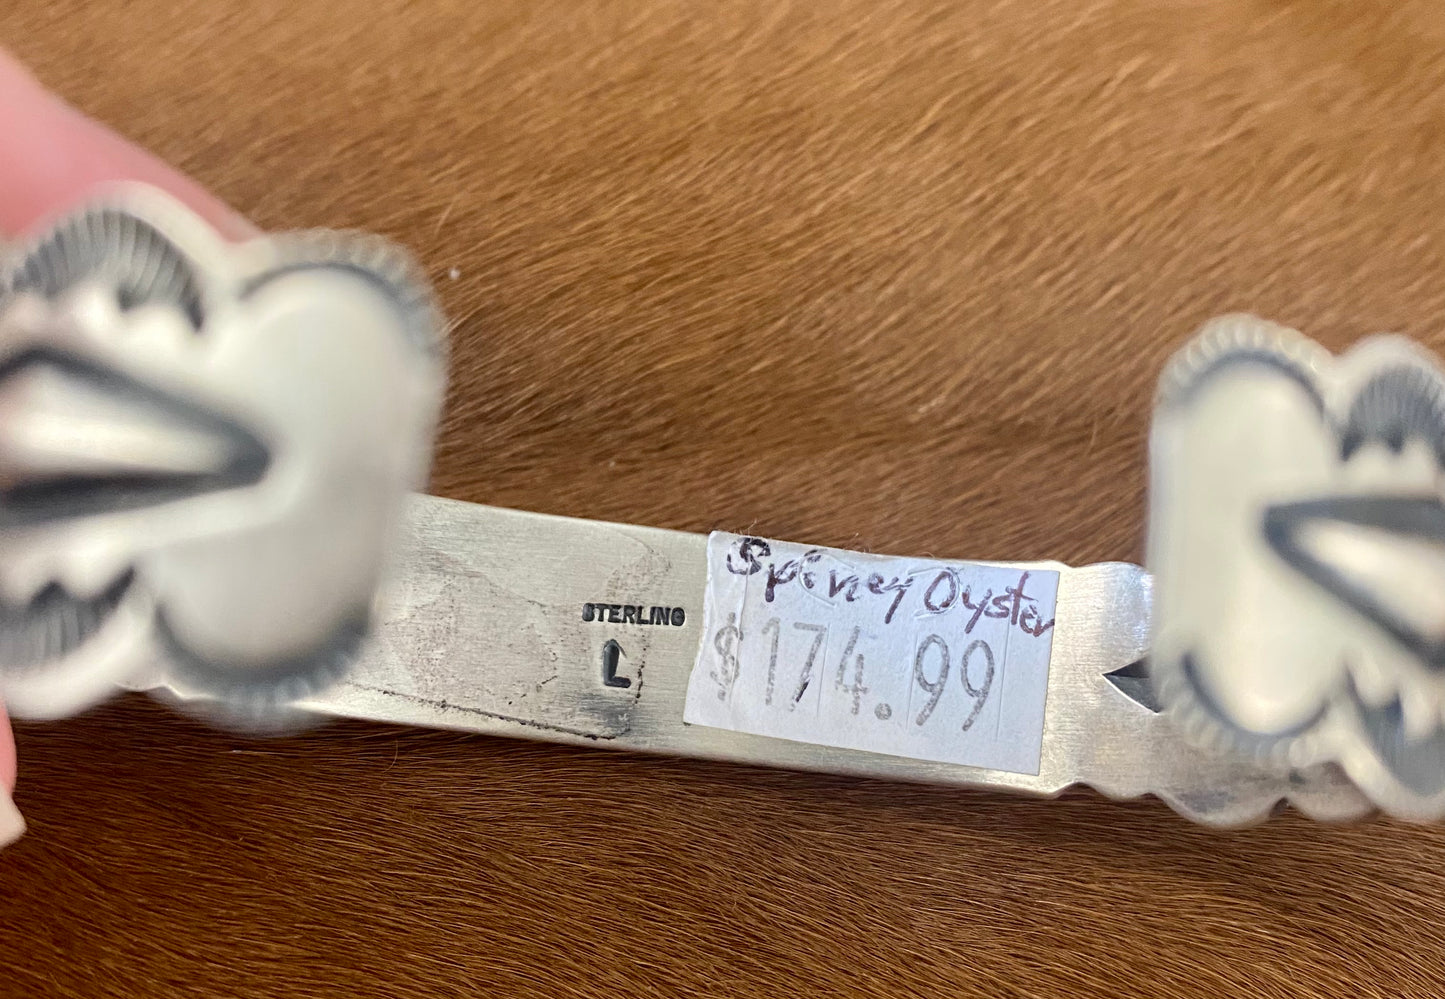 STERLING
L
Spiney Oyster
$174.99